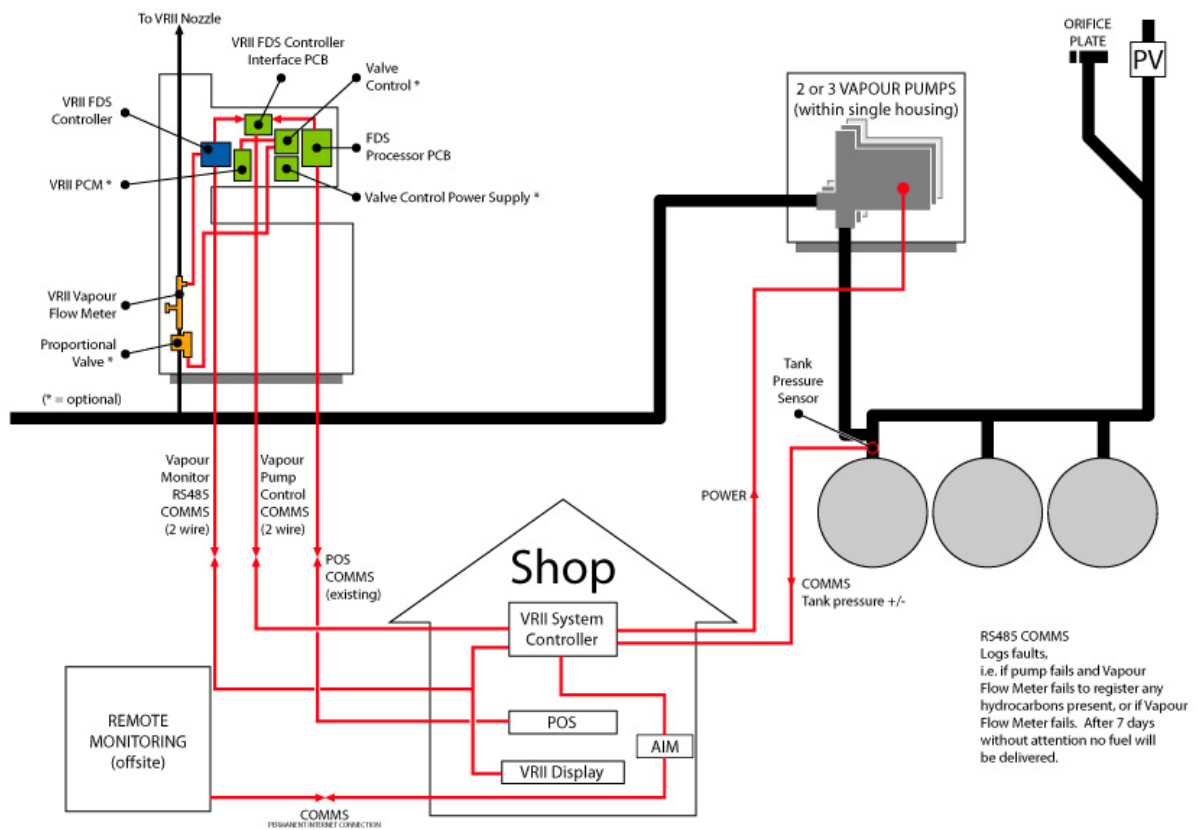 To VRII Nozzle
VRII FDS Controller
Interface PCB
Valve
Control *
VRII FDS
Controller
FDS
Processor PCB
VRII PCM *
Valve Control Power Supply *
VRII Vapour
Flow Meter
Proportional
Valve *
(* = optional)
2 or 3 VAPOUR PUMPS
(within single housing)
ORIFICE
PLATE
PV
Tank
Pressure
Sensor
Vapour
Monitor
RS485
COMMS
(2 wire)
Vapour
Pump
Control
COMMS
(2 wire)
POS
COMMS
(existing)
POWER
COMMS
Tank pressure +/-
Shop
VRII System
Controller
POS
AIM
VRII Display
REMOTE
MONITORING
(offsite)
COMMS
PERMANENT INTERNET CONNECTION
RS485 COMMS
Logs faults,
i.e. if pump fails and Vapour
Flow Meter fails to register any
hydrocarbons present, or if Vapour
Flow Meter fails.  After 7 days
without attention no fuel will
be delivered.